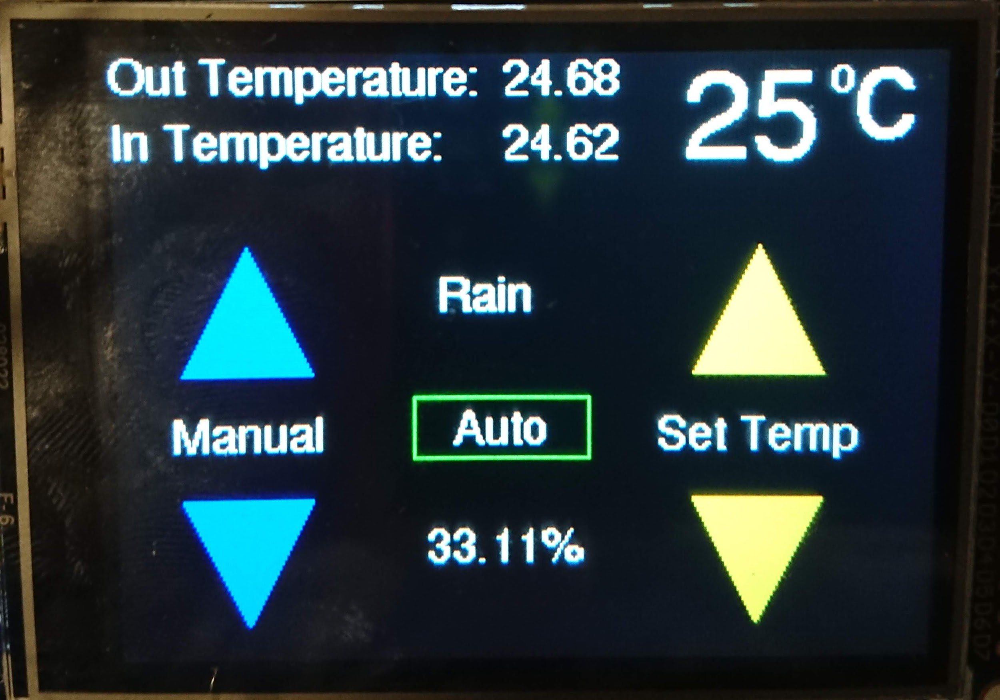 Out Temperature: 24.68
In Temperature: 24.62
25 °C
Rain
Manual
Auto
Set Temp
33.11%